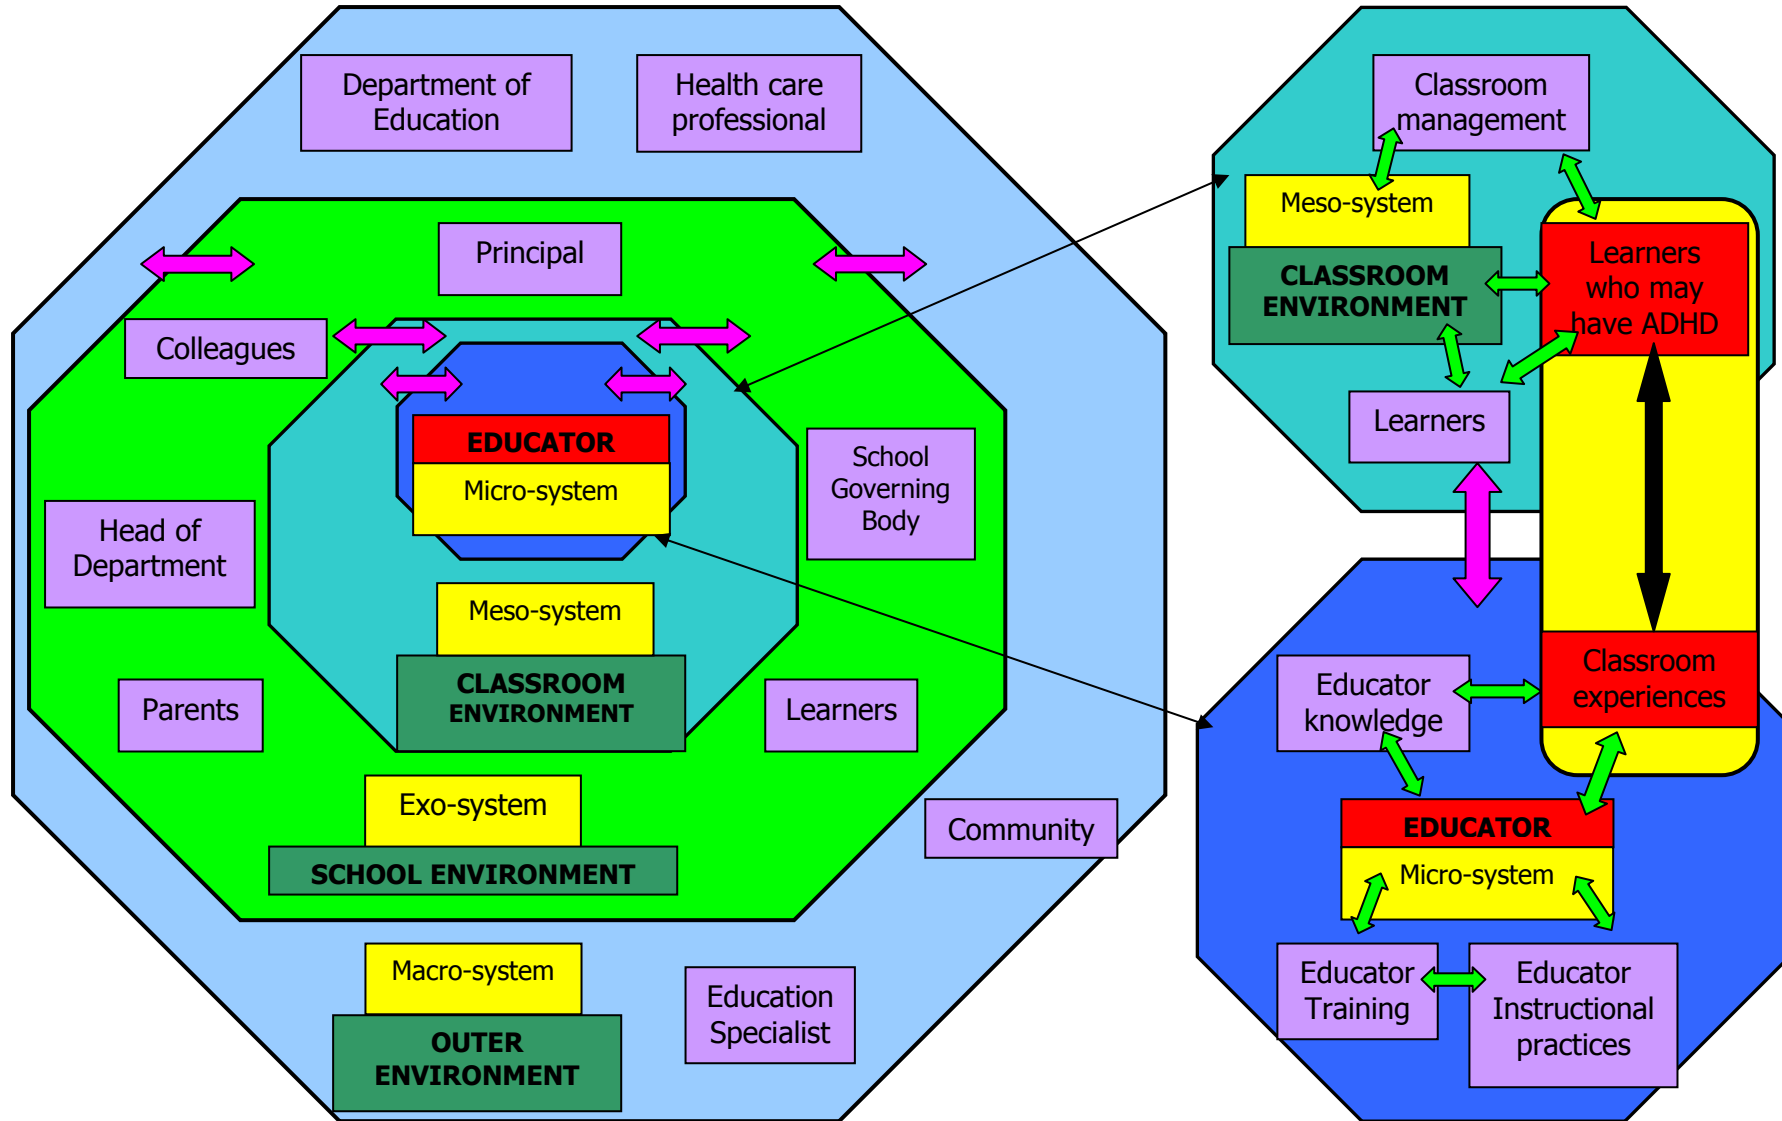 Department of
Education
Health care
professional
Principal
Colleagues
EDUCATOR
Micro-system
School
Governing
Body
Head of
Department
Meso-system
CLASSROOM
ENVIRONMENT
Parents
Learners
Exo-system
SCHOOL ENVIRONMENT
Community
Macro-system
OUTER
ENVIRONMENT
Education
Specialist
Classroom
management
Meso-system
CLASSROOM
ENVIRONMENT
Learners
who may
have ADHD
Learners
Classroom
experiences
Educator
knowledge
EDUCATOR
Micro-system
Educator
Training
Educator
Instructional
practices